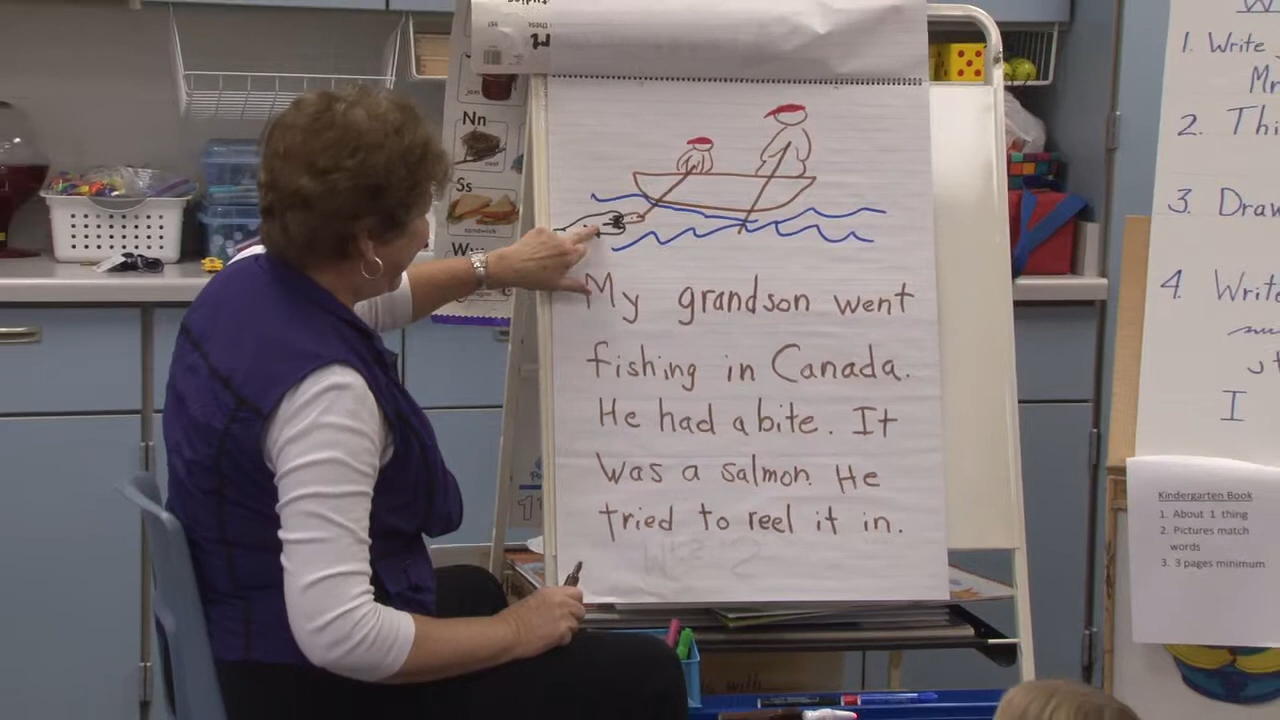 jam
Nn
nest
Ss
sandwich
My grandson went
fishing in Canada.
He had a bite. It
was a salmon. He
tried to reel it in.
1. Write
2. Thi
3. Draw
4. Write
I
Kindergarten Book
1. About 1 thing
2. Pictures match
words
3. 3 pages minimum